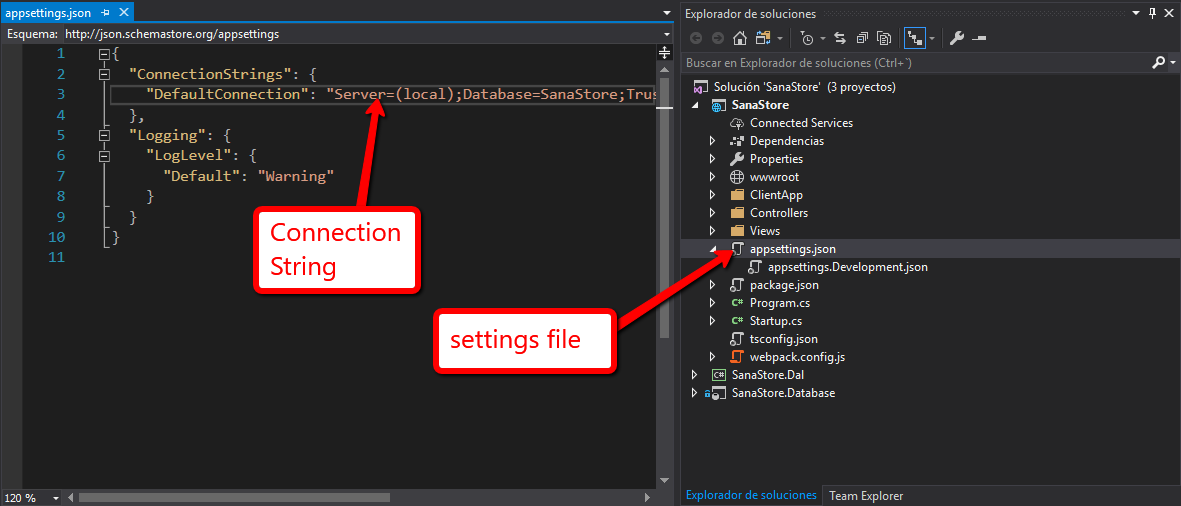 appsettings.json
Esquema: http://json.schemastore.org/appsettings
1 {
2 "ConnectionStrings": {
3 "DefaultConnection": "Server=(local);Database=SanaStore;Trus
4 },
5 "Logging": {
6 "LogLevel": {
7 "Default": "Warning"
8 }
9 }
10 }
11
Connection
String
settings file
120 %
Explorador de soluciones
Buscar en Explorador de soluciones (Ctrl+¨)
Solución 'SanaStore' (3 proyectos)
SanaStore
Connected Services
Dependencias
Properties
wwwroot
ClientApp
Controllers
Views
appsettings.json
appsettings.Development.json
package.json
C# Program.cs
C# Startup.cs
tsconfig.json
webpack.config.js
C# SanaStore.Dal
SanaStore.Database
Explorador de soluciones
Team Explorer